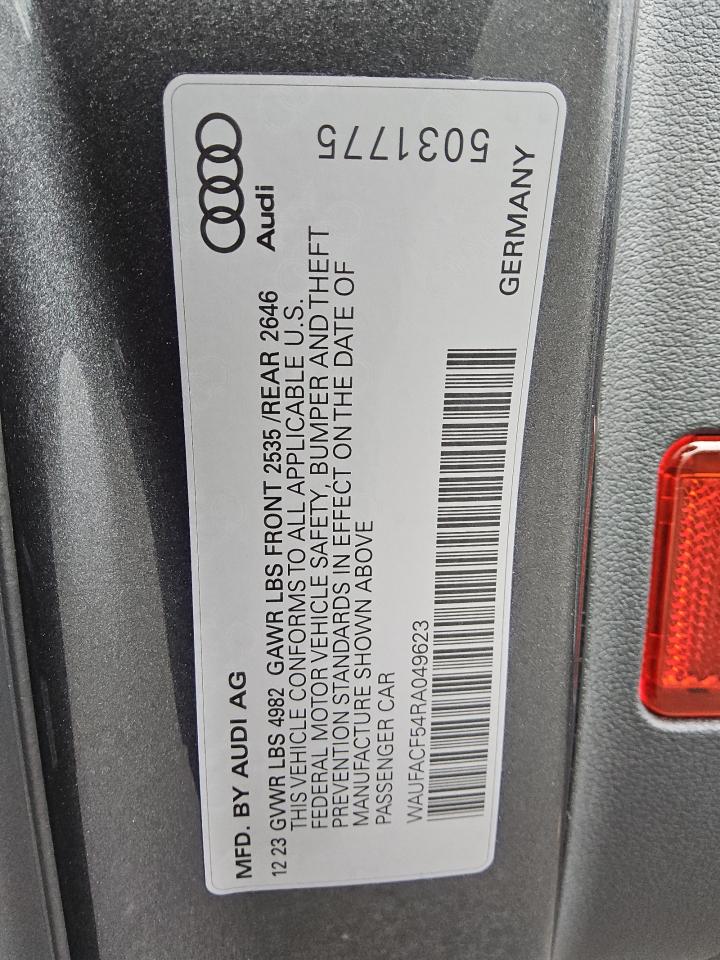 MFD. BY AUDI AG
Audi
12 23 GVWR LBS 4982 GAWR LBS FRONT 2535 /REAR 2646
THIS VEHICLE CONFORMS TO ALL APPLICABLE U.S.
FEDERAL MOTOR VEHICLE SAFETY, BUMPER AND THEFT
PREVENTION STANDARDS IN EFFECT ON THE DATE OF
MANUFACTURE SHOWN ABOVE
PASSENGER CAR
5031775
WAUFACF54RA049623
GERMANY